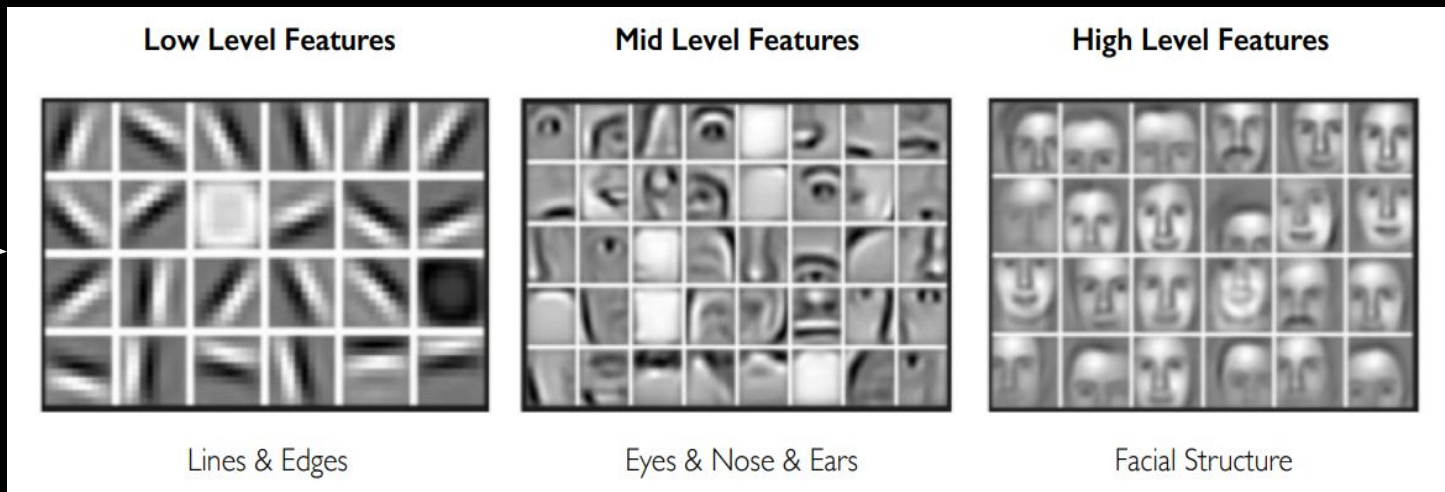 Low Level Features
Mid Level Features
High Level Features
Lines & Edges
Eyes & Nose & Ears
Facial Structure